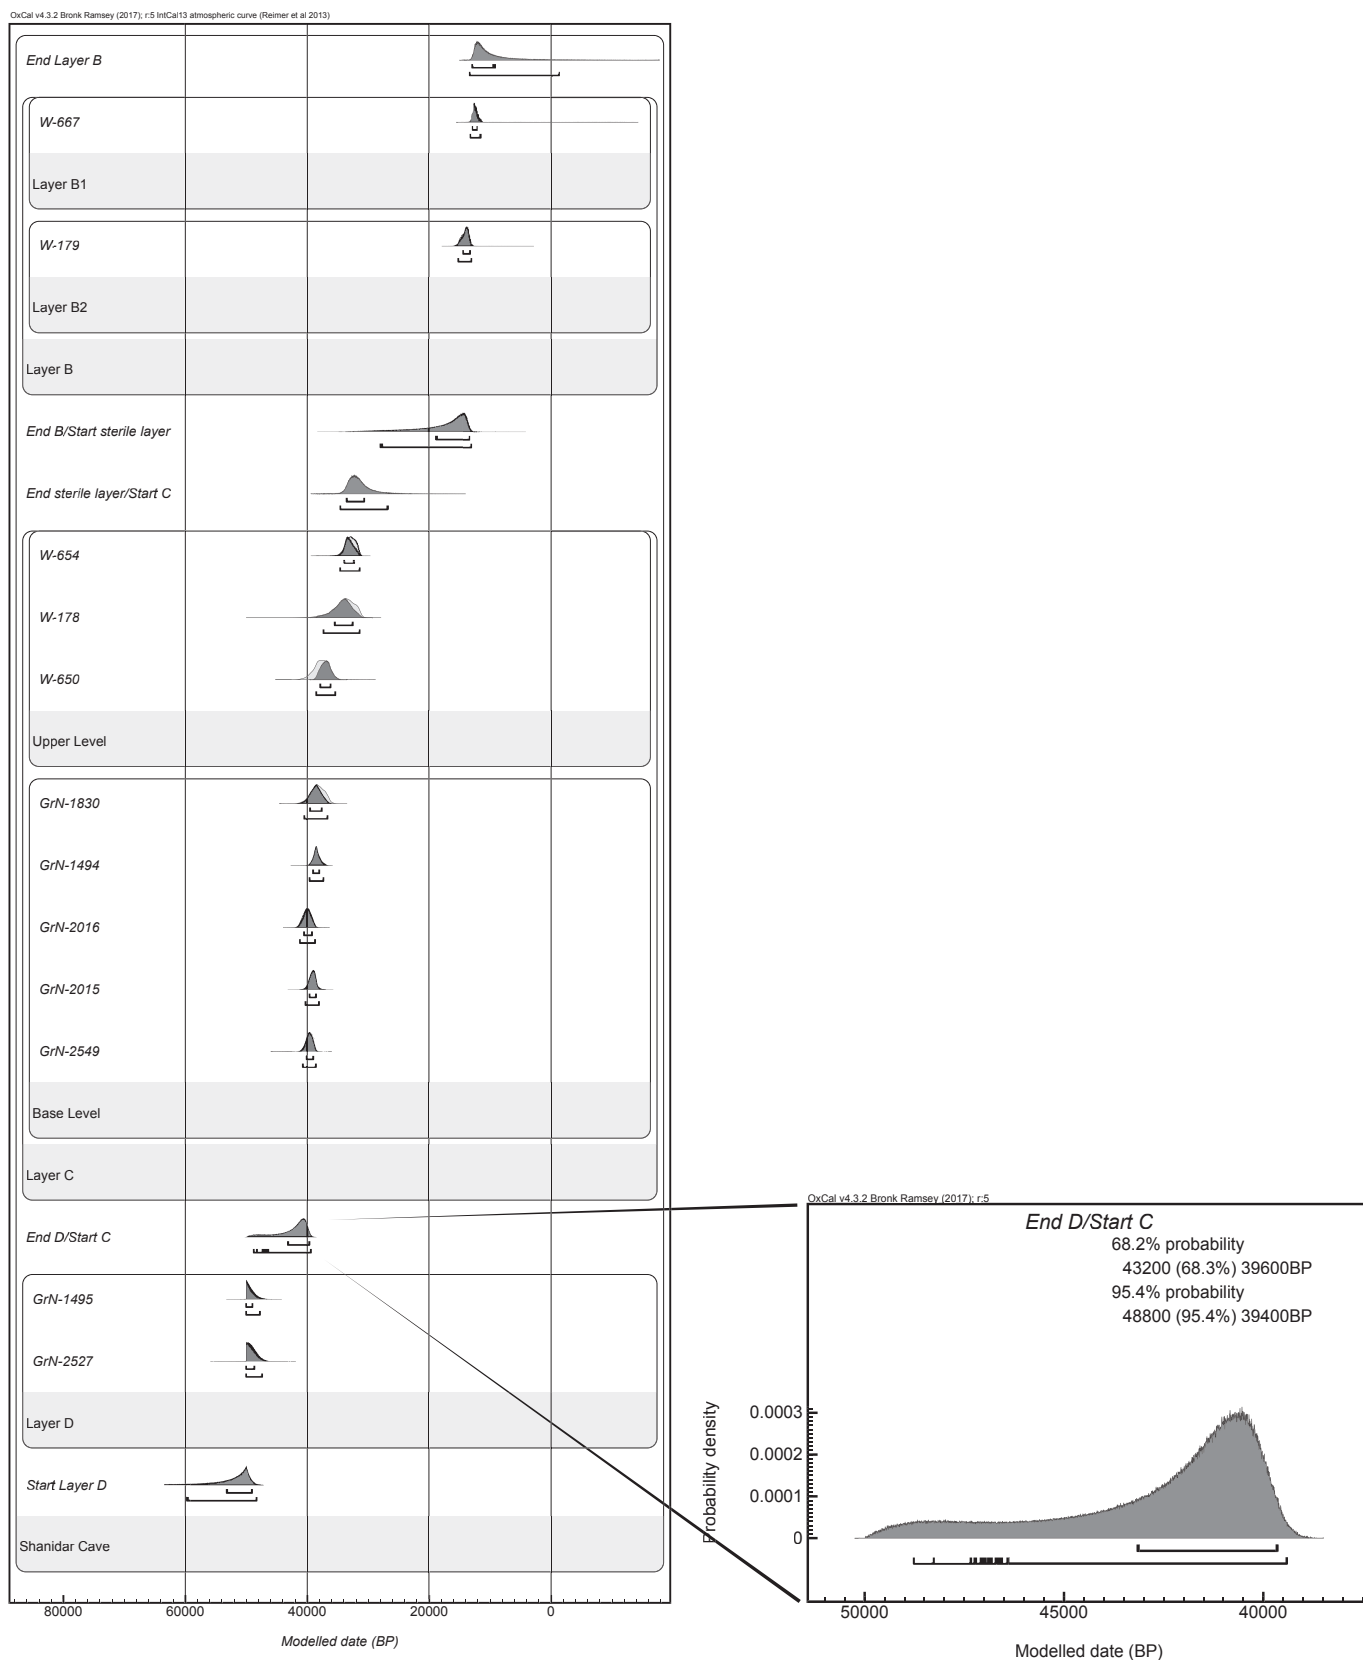 OxCal v4.3.2 Bronk Ramsey (2017); r:5 IntCal13 atmospheric curve (Reimer et al 2013)
End Layer B
W-667
Layer B1
W-179
Layer B2
Layer B
End B/Start sterile layer
End sterile layer/Start C
W-654
W-178
W-650
Upper Level
GrN-1830
GrN-1494
GrN-2016
GrN-2015
GrN-2549
Base Level
Layer C
End D/Start C
GrN-1495
GrN-2527
Layer D
Start Layer D
Shanidar Cave
80000 60000 40000 20000 0
Modelled date (BP)
OxCal v4.3.2 Bronk Ramsey (2017); r:5
End D/Start C
68.2% probability
43200 (68.3%) 39600BP
95.4% probability
48800 (95.4%) 39400BP
Probability density
0.0003
0.0002
0.0001
0
50000 45000 40000
Modelled date (BP)